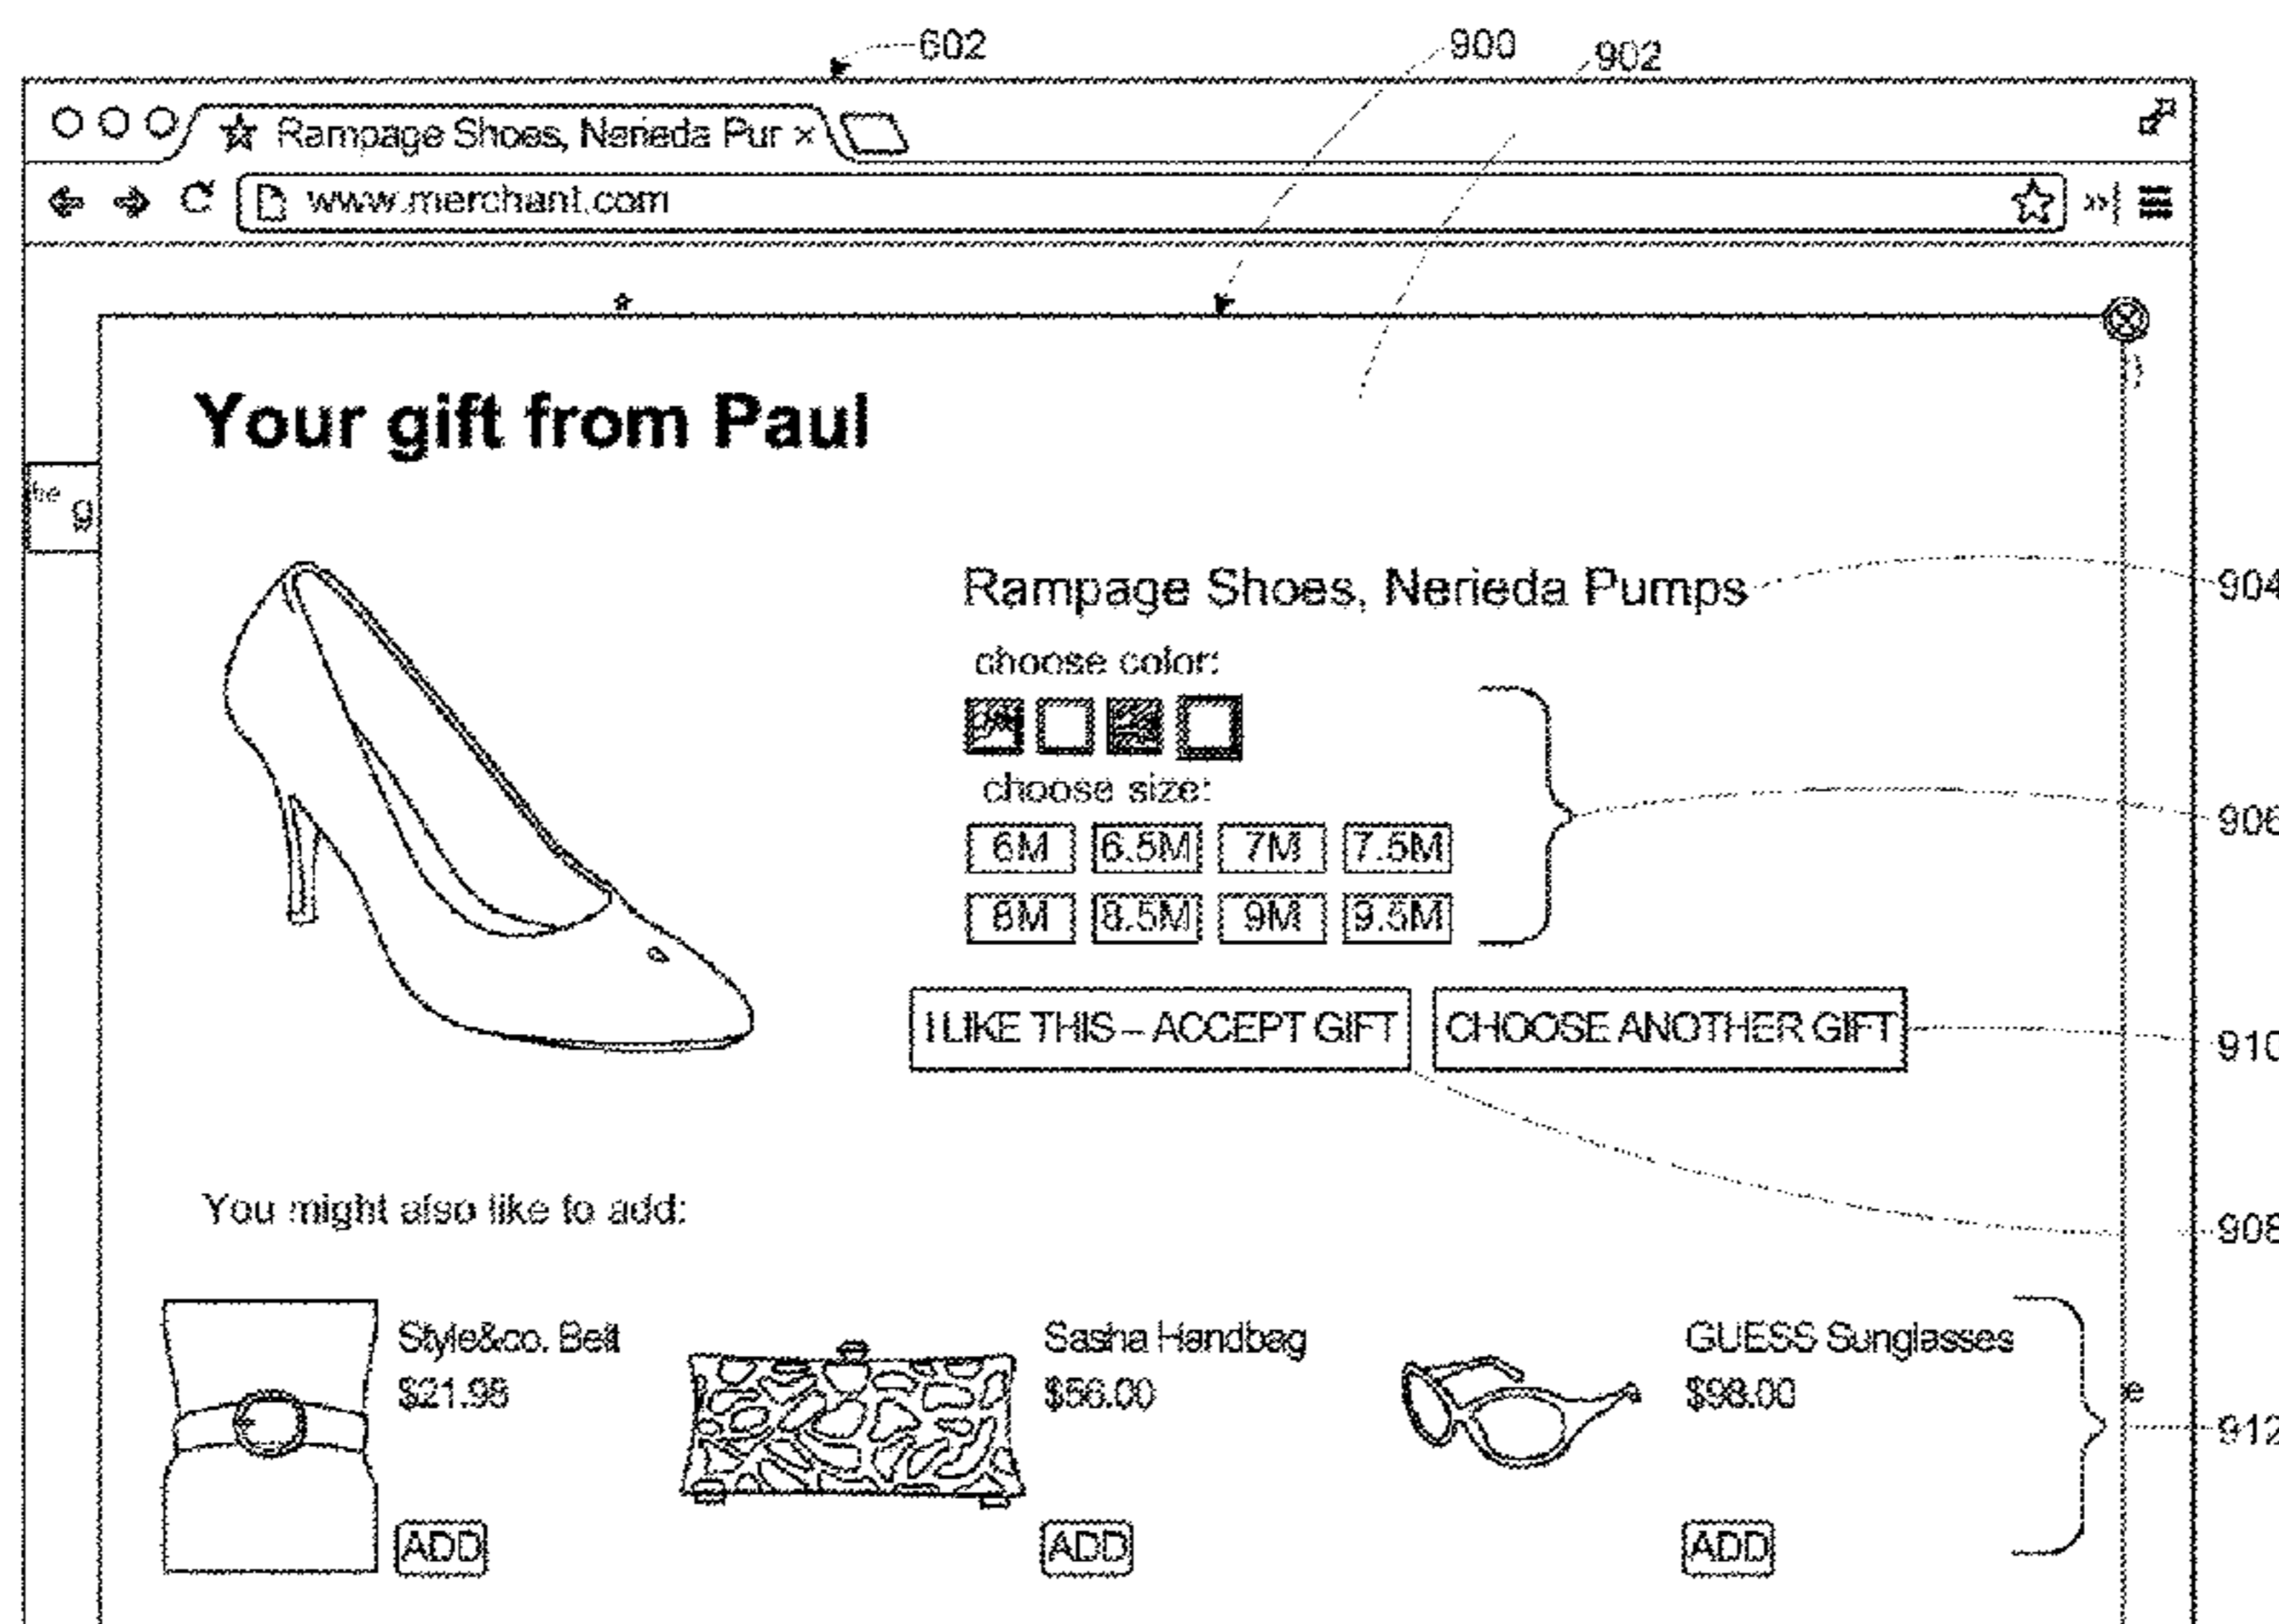 602 900 902
Rampage Shoes, Nerieda Pur ×
www.merchant.com
Your gift from Paul
he
g
Rampage Shoes, Nerieda Pumps 904
choose color:
choose size: 906
6M 6.5M 7M 7.5M
8M 8.5M 9M 9.5M
I LIKE THIS – ACCEPT GIFT CHOOSE ANOTHER GIFT 910
You might also like to add: 908
Style&co. Belt Sasha Handbag GUESS Sunglasses
$21.98 $56.00 $98.00 e
912
ADD ADD ADD